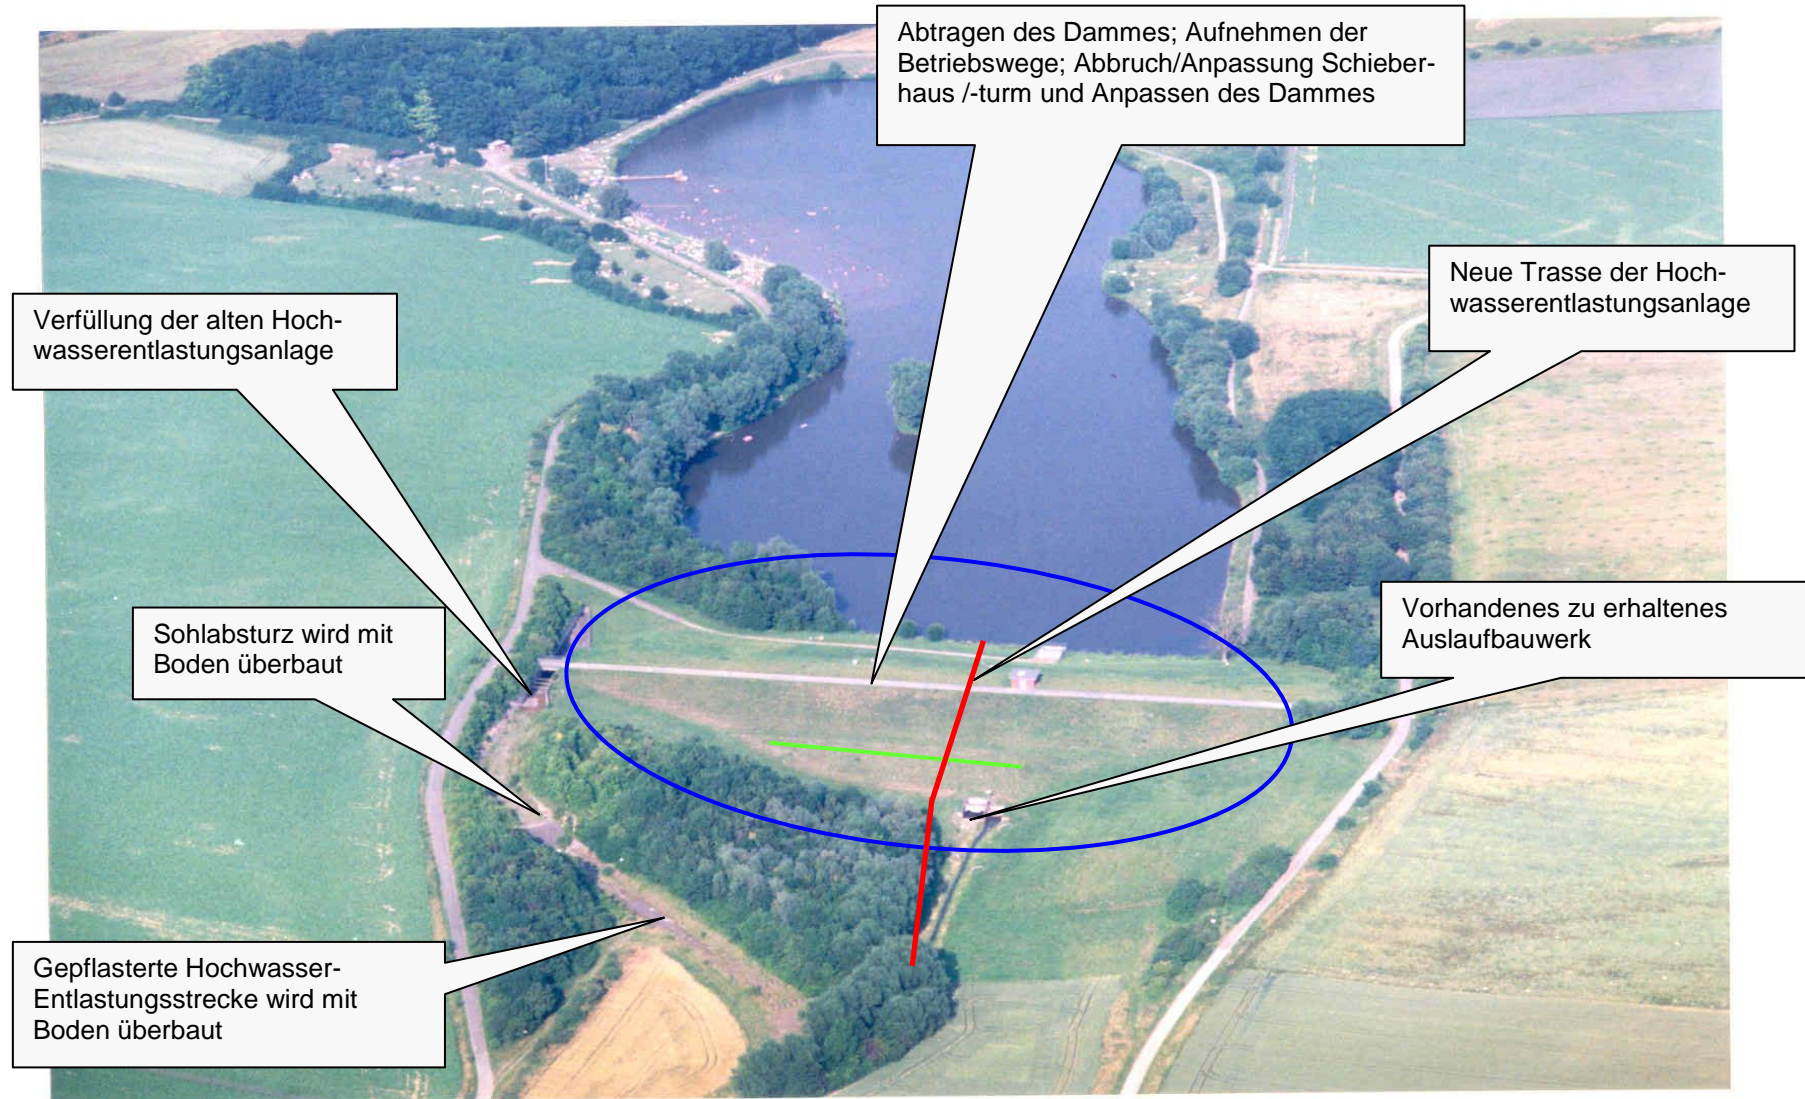 Abtragen des Dammes; Aufnehmen der
Betriebswege; Abbruch/Anpassung Schieber-
haus /-turm und Anpassen des Dammes
Neue Trasse der Hoch-
wasserentlastungsanlage
Verfüllung der alten Hoch-
wasserentlastungsanlage
Vorhandenes zu erhaltenes
Auslaufbauwerk
Sohlabsturz wird mit
Boden überbaut
Gepflasterte Hochwasser-
Entlastungsstrecke wird mit
Boden überbaut